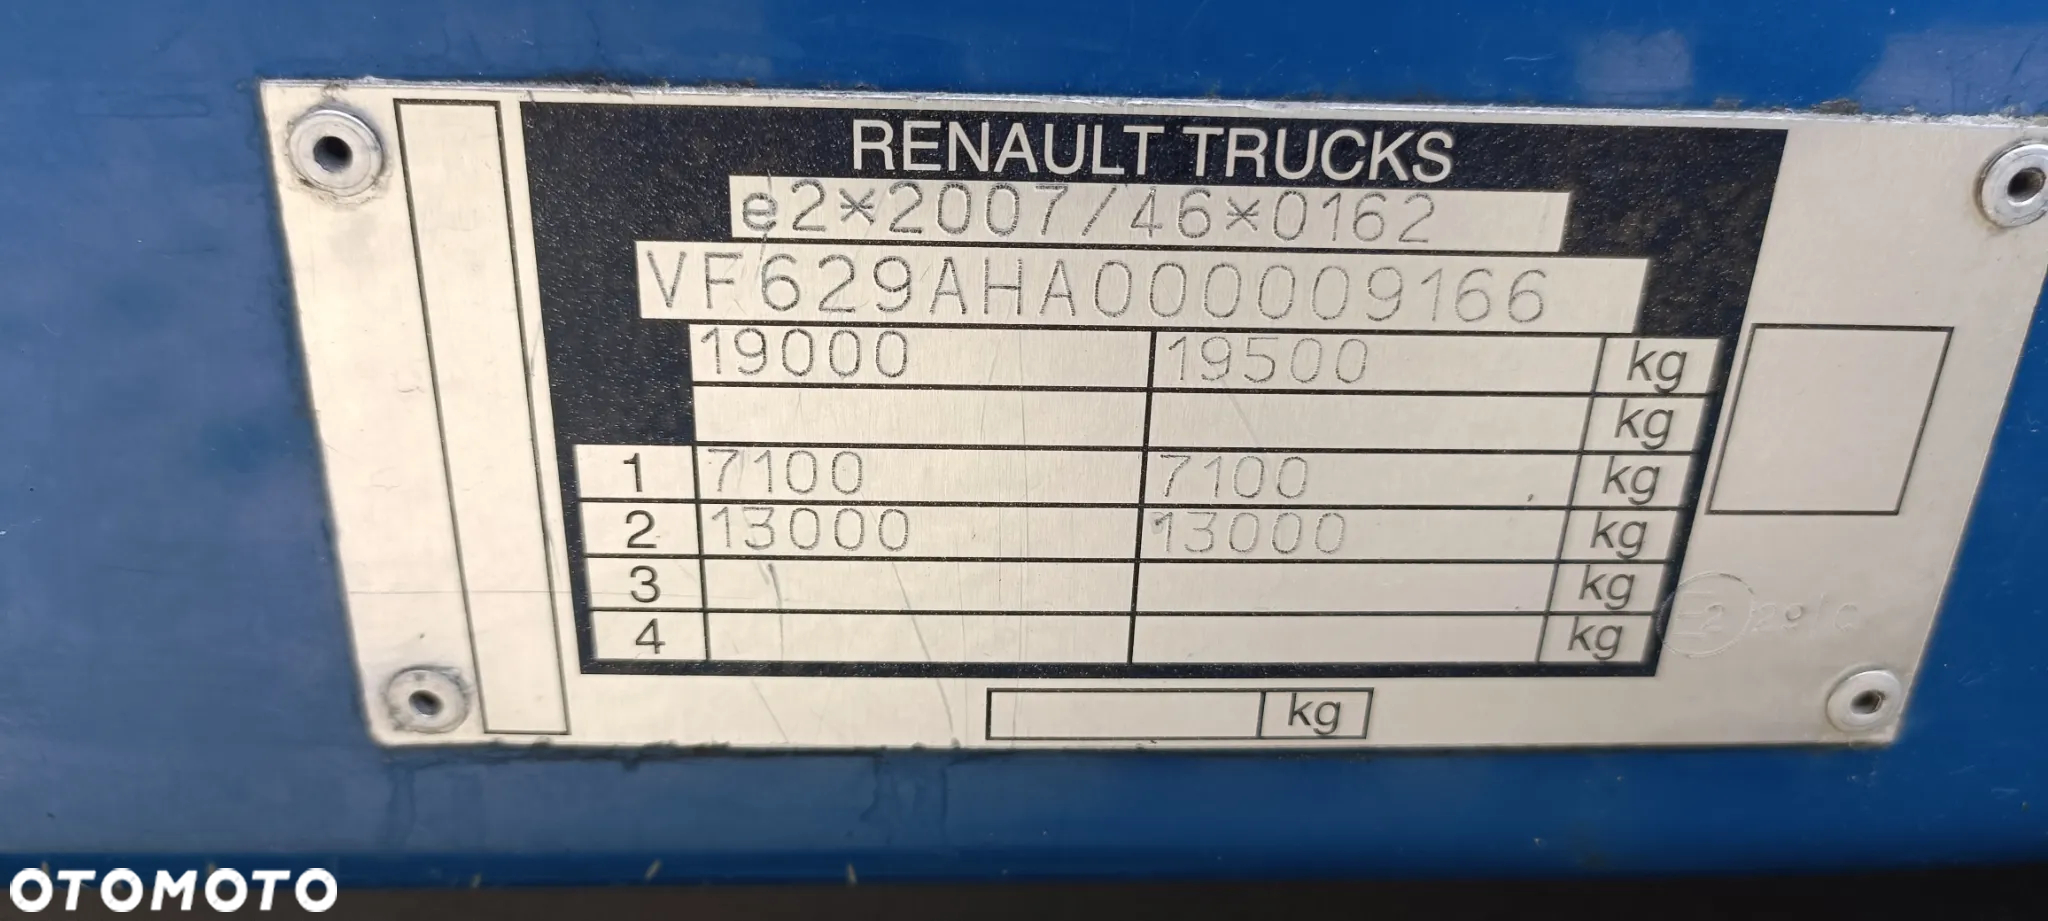 RENAULT TRUCKS
e2*2007/46*0162
VF629AHA000009166
19000 19500 kg
kg
1 7100 7100 kg
2 13000 13000 kg
3 kg
4 kg
kg
OTOMOTO